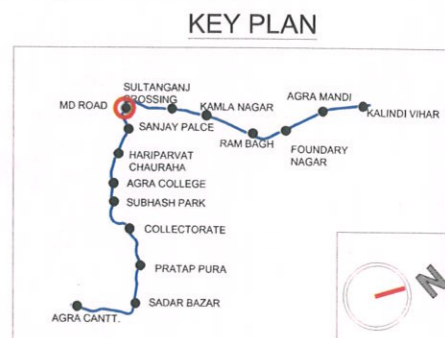 KEY PLAN
SULTANGANJ
CROSSING
MD ROAD
KAMLA NAGAR
AGRA MANDI
KALINDI VIHAR
SANJAY PALCE
RAM BAGH
FOUNDARY
NAGAR
HARIPARVAT
CHAURAHA
AGRA COLLEGE
SUBHASH PARK
COLLECTORATE
PRATAP PURA
SADAR BAZAR
AGRA CANTT.
N